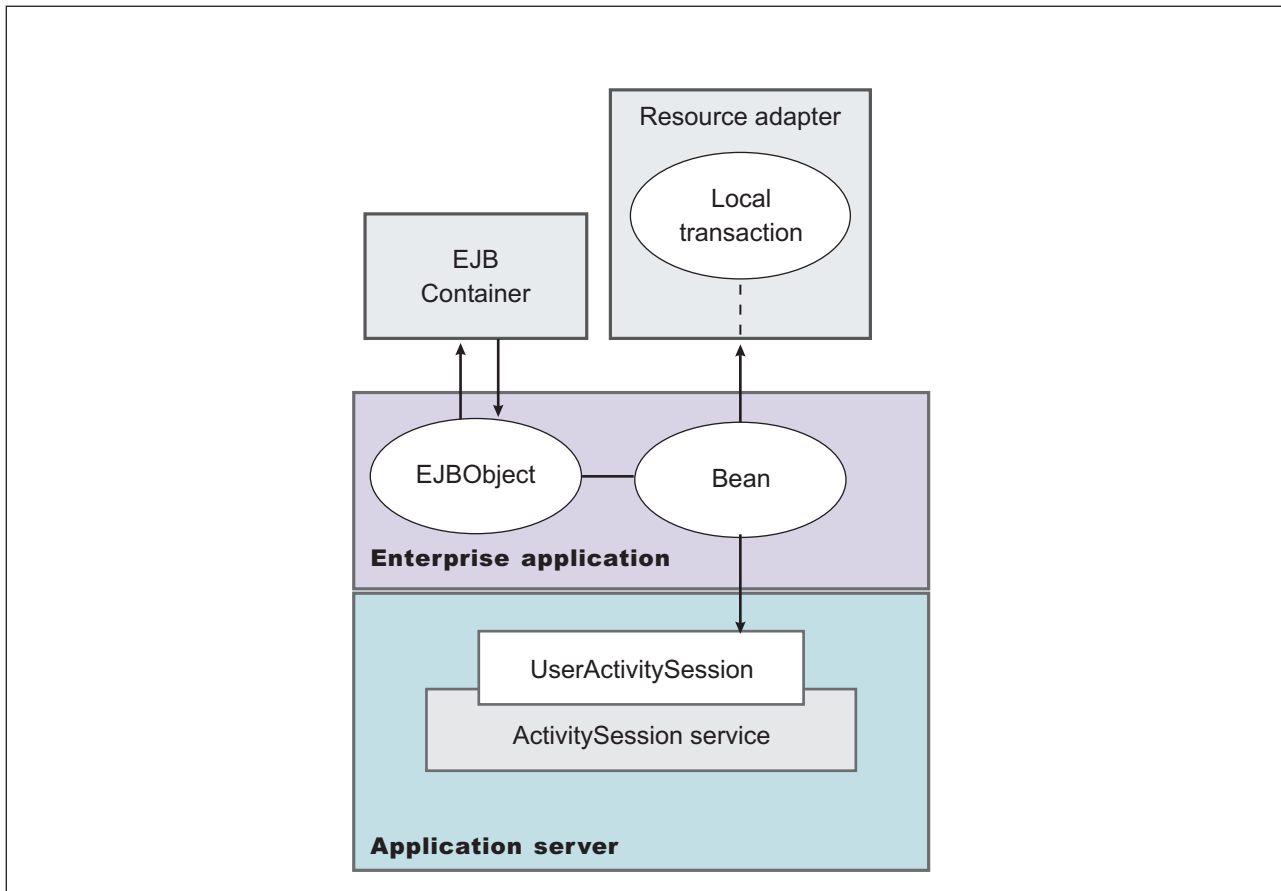 Resource adapter
Local
transaction
EJB
Container
EJBObject
Bean
Enterprise application
UserActivitySession
ActivitySession service
Application server